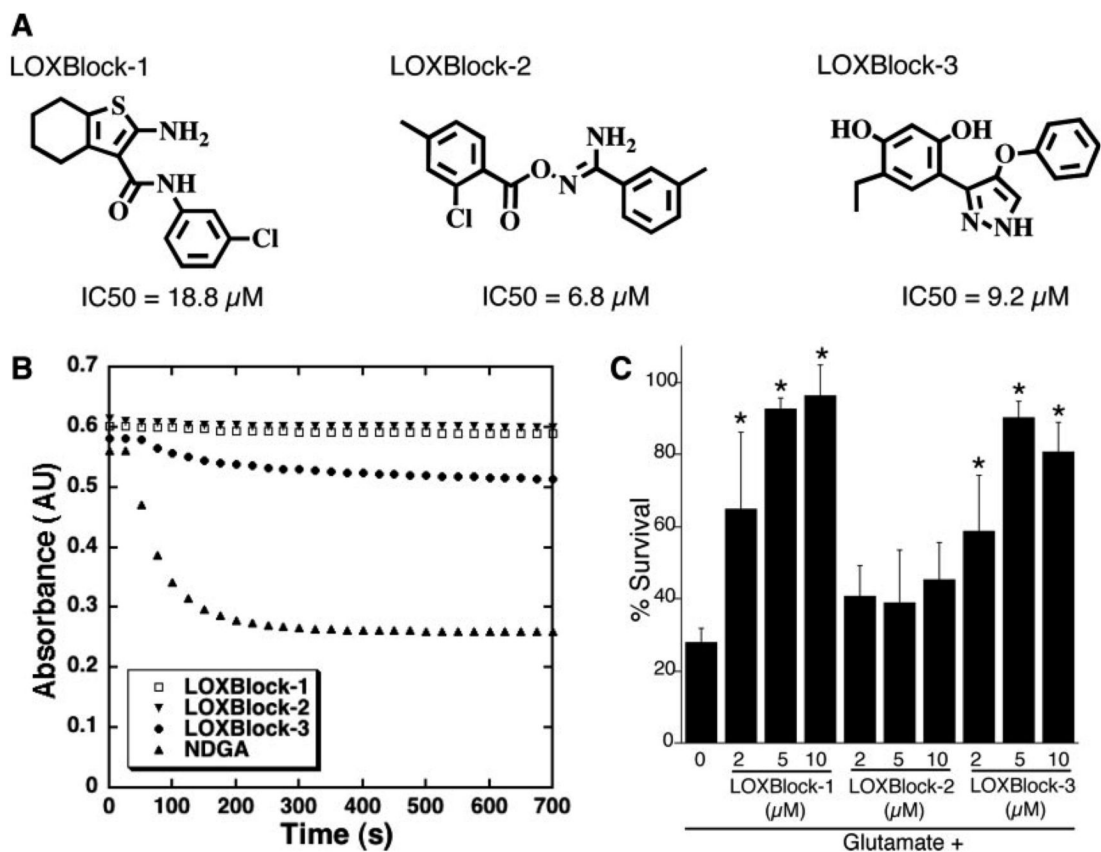 A
LOXBlock-1
LOXBlock-2
LOXBlock-3
S
NH₂
NH
O
Cl
IC50 = 18.8 µM
NH₂
O
N
Cl
O
IC50 = 6.8 µM
HO
OH
O
N
NH
IC50 = 9.2 µM
B
Absorbance (AU)
0.7
0.6
0.5
0.4
0.3
0.2
0.1
0
LOXBlock-1
LOXBlock-2
LOXBlock-3
NDGA
0 100 200 300 400 500 600 700
Time (s)
C
% Survival
100
80
60
40
20
0
* * * * * *
0 2 5 10 2 5 10 2 5 10
LOXBlock-1 LOXBlock-2 LOXBlock-3
(µM) (µM) (µM)
Glutamate +